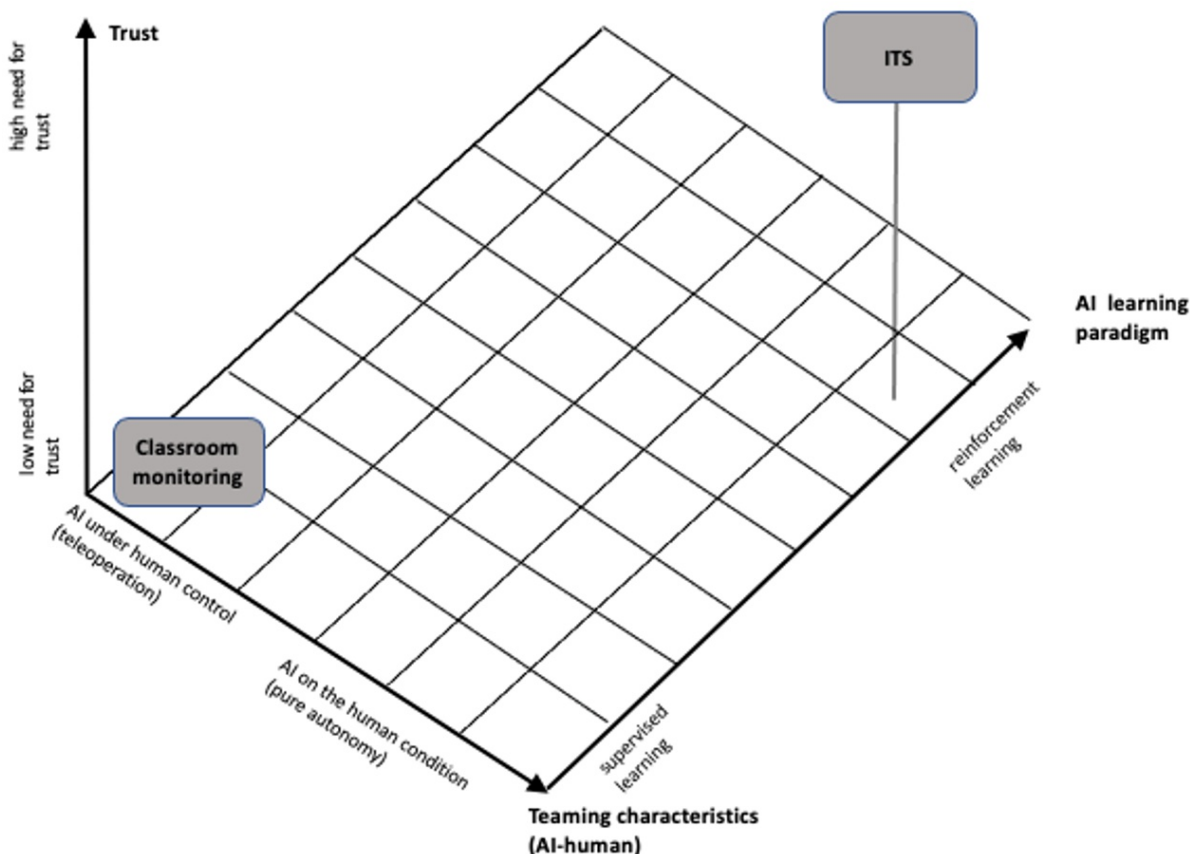 Trust
high need for
trust
low need for
trust
ITS
Classroom
monitoring
AI learning
paradigm
reinforcement
learning
supervised
learning
AI under human control
(teleoperation)
AI on the human condition
(pure autonomy)
Teaming characteristics
(AI-human)